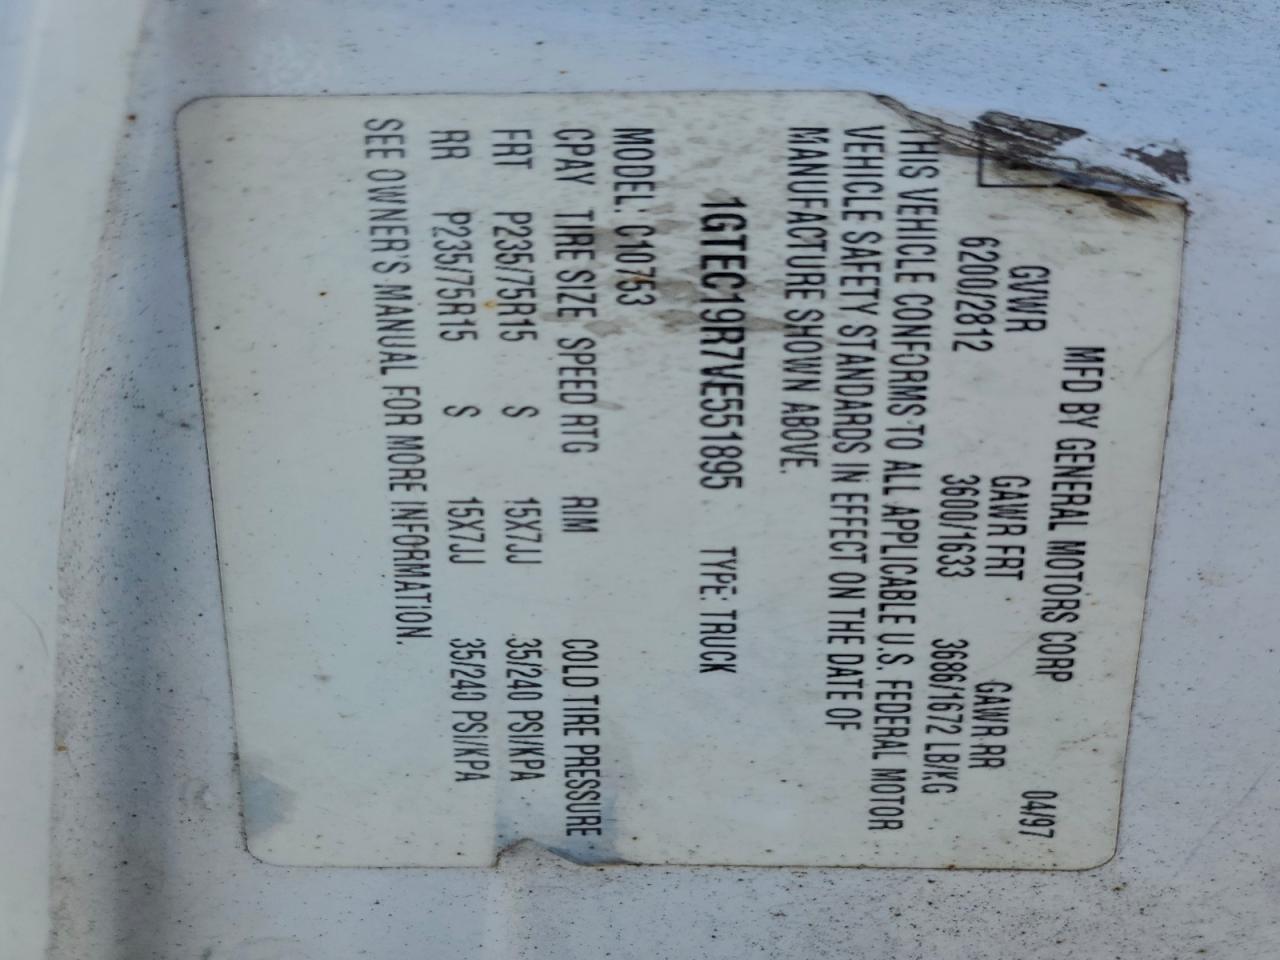 MFD BY GENERAL MOTORS CORP 04/97
GVWR GAWR FRT GAWR RR
6200/2812 3600/1633 3686/1672 LB/KG
THIS VEHICLE CONFORMS TO ALL APPLICABLE U.S. FEDERAL MOTOR
VEHICLE SAFETY STANDARDS IN EFFECT ON THE DATE OF
MANUFACTURE SHOWN ABOVE.
1GTEC19R7VE551895 TYPE: TRUCK
MODEL: C10753
CPAY TIRE SIZE SPEED RTG RIM COLD TIRE PRESSURE
FRT P235/75R15 S 15X7JJ 35/240 PSI/KPA
RR P235/75R15 S 15X7JJ 35/240 PSI/KPA
SEE OWNER'S MANUAL FOR MORE INFORMATION.